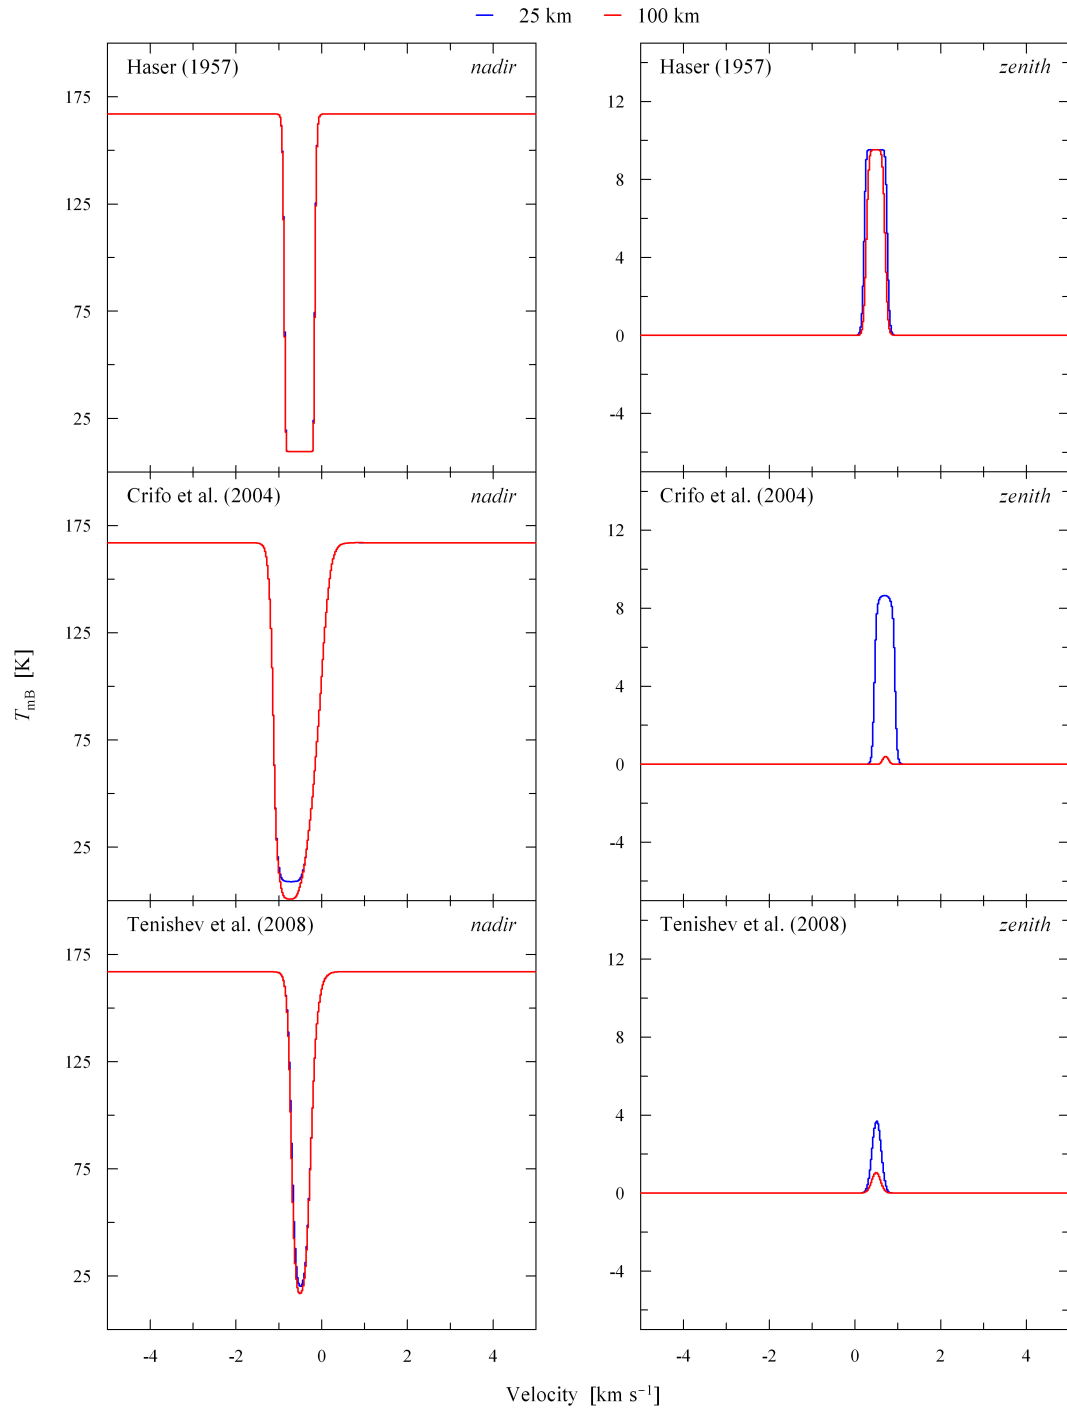 25 km 100 km
Haser (1957) nadir
175
125
75
25
Haser (1957) zenith
12
8
4
0
-4
Crifo et al. (2004) nadir
175
125
75
25
Crifo et al. (2004) zenith
12
8
4
0
-4
Tenishev et al. (2008) nadir
175
125
75
25
Tenishev et al. (2008) zenith
12
8
4
0
-4
-4 -2 0 2 4
-4 -2 0 2 4
TmB [K]
Velocity [km s⁻¹]